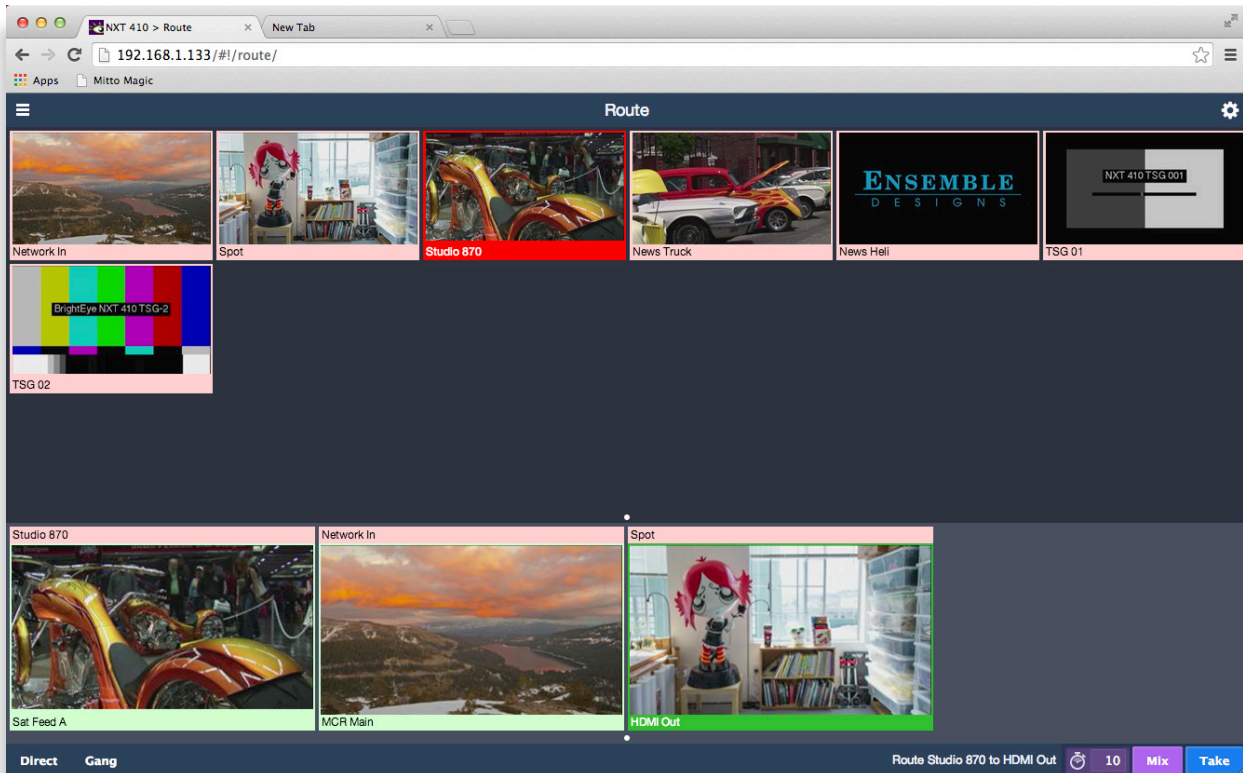 NXT 410 > Route
New Tab
192.168.1.133/#!/route/
Apps
Mitto Magic
Route
Network In
Spot
Studio 870
News Truck
ENSEMBLE
DESIGNS
News Heli
NXT 410 TSG 001
TSG 01
BrightEye NXT 410 TSG-2
TSG 02
Studio 870
Network In
Spot
Sat Feed A
MCR Main
HDMI Out
Direct
Gang
Route Studio 870 to HDMI Out
10
Mix
Take